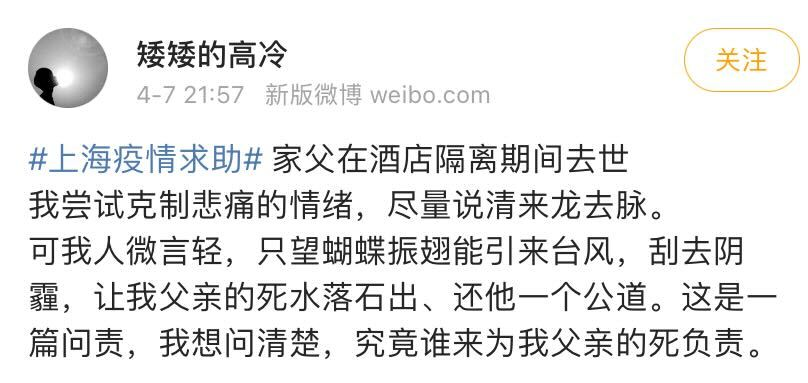 矮矮的高冷
关注
4-7 21:57 新版微博 weibo.com
#上海疫情求助# 家父在酒店隔离期间去世
我尝试克制悲痛的情绪，尽量说清来龙去脉。
可我人微言轻，只望蝴蝶振翅能引来台风，刮去阴
霾，让我父亲的死水落石出、还他一个公道。这是一
篇问责，我想问清楚，究竟谁来为我父亲的死负责。